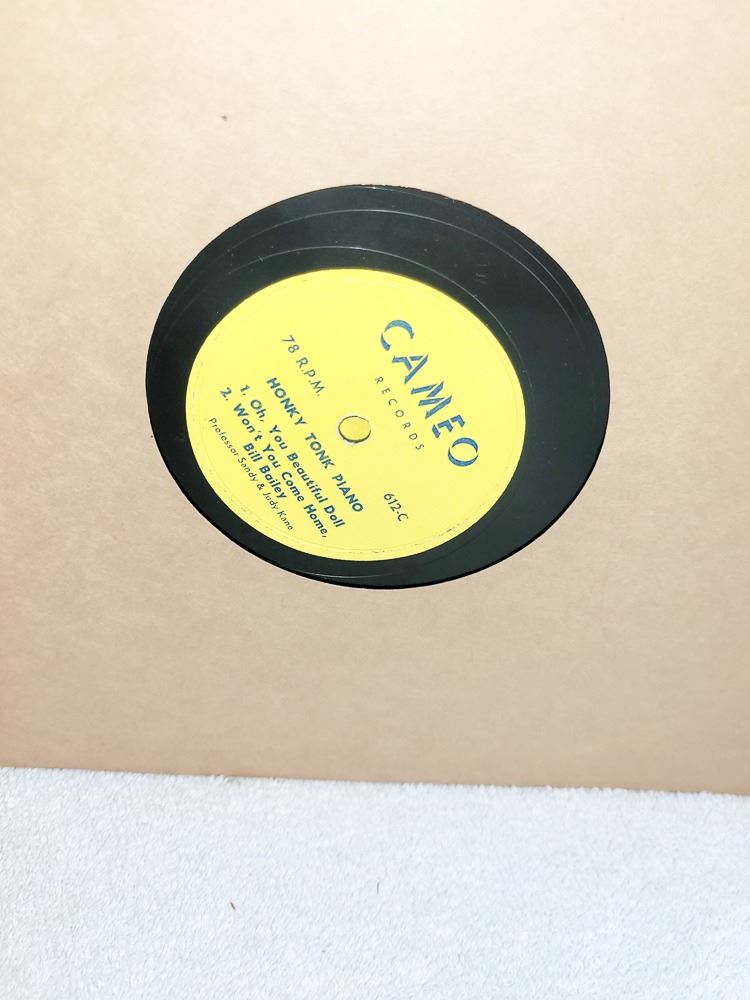 CAMEO
RECORDS
78 R.P.M.
612-C
HONKY TONK PIANO
1. Oh, You Beautiful Doll
2. Won't You Come Home,
Bill Bailey
Professor Sandy & Judy Kano